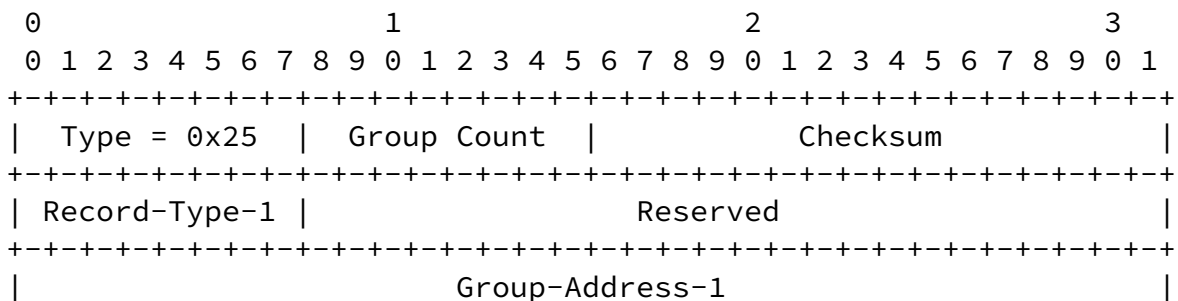 0                   1                   2                   3
 0 1 2 3 4 5 6 7 8 9 0 1 2 3 4 5 6 7 8 9 0 1 2 3 4 5 6 7 8 9 0 1
+-+-+-+-+-+-+-+-+-+-+-+-+-+-+-+-+-+-+-+-+-+-+-+-+-+-+-+-+-+-+-+-+
|  Type = 0x25  |  Group Count  |           Checksum            |
+-+-+-+-+-+-+-+-+-+-+-+-+-+-+-+-+-+-+-+-+-+-+-+-+-+-+-+-+-+-+-+-+
| Record-Type-1 |                  Reserved                     |
+-+-+-+-+-+-+-+-+-+-+-+-+-+-+-+-+-+-+-+-+-+-+-+-+-+-+-+-+-+-+-+-+
|                        Group-Address-1                        |